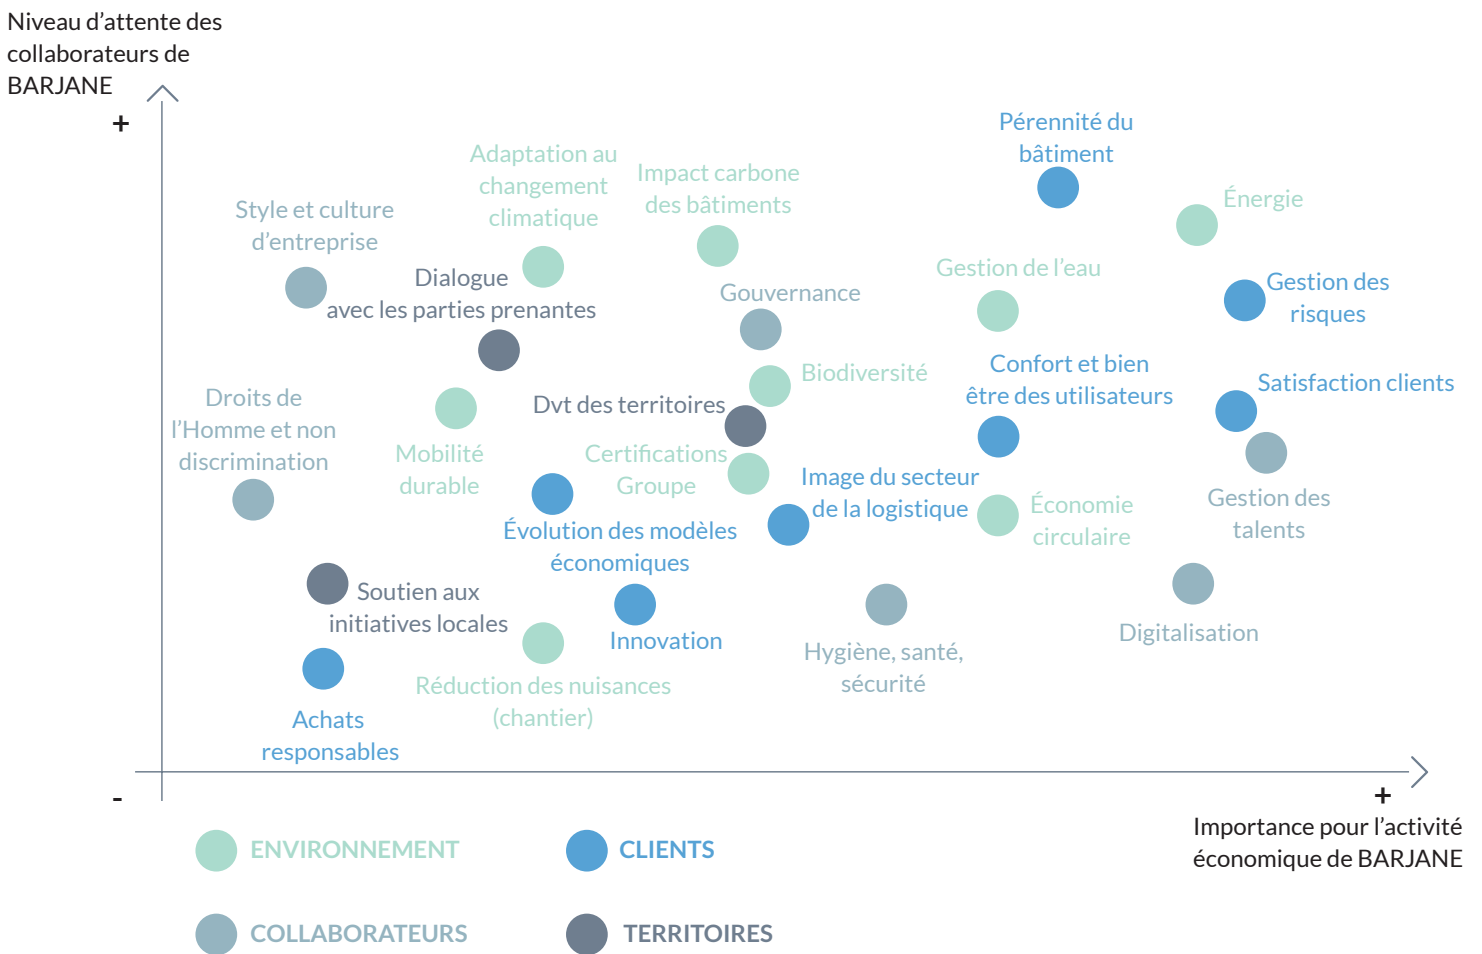 Niveau d’attente des
collaborateurs de
BARJANE
+
Pérennité du
bâtiment
Adaptation au
changement
climatique
Impact carbone
des bâtiments
Énergie
Style et culture
d’entreprise
Dialogue
avec les parties prenantes
Gouvernance
Gestion de l’eau
Gestion des
risques
Biodiversité
Confort et bien
être des utilisateurs
Satisfaction clients
Droits de
l’Homme et non
discrimination
Dvt des territoires
Mobilité
durable
Certifications
Groupe
Image du secteur
de la logistique
Économie
circulaire
Gestion des
talents
Évolution des modèles
économiques
Soutien aux
initiatives locales
Innovation
Hygiène, santé,
sécurité
Digitalisation
Réduction des nuisances
(chantier)
Achats
responsables
-
+
Importance pour l’activité
économique de BARJANE
ENVIRONNEMENT
CLIENTS
COLLABORATEURS
TERRITOIRES